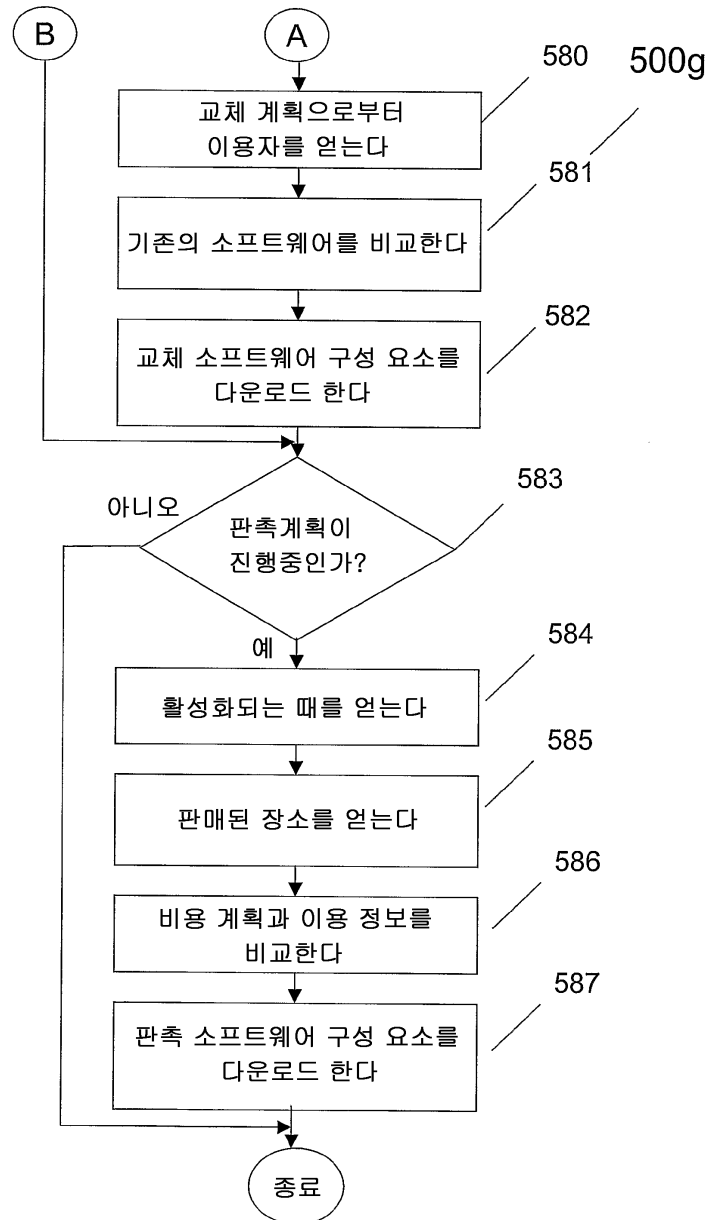 B
A
580
500g
교체 계획으로부터
이용자를 얻는다
581
기존의 소프트웨어를 비교한다
582
교체 소프트웨어 구성 요소를
다운로드 한다
583
아니오
판촉계획이
진행중인가?
예
584
활성화되는 때를 얻는다
585
판매된 장소를 얻는다
586
비용 계획과 이용 정보를
비교한다
587
판촉 소프트웨어 구성 요소를
다운로드 한다
종료